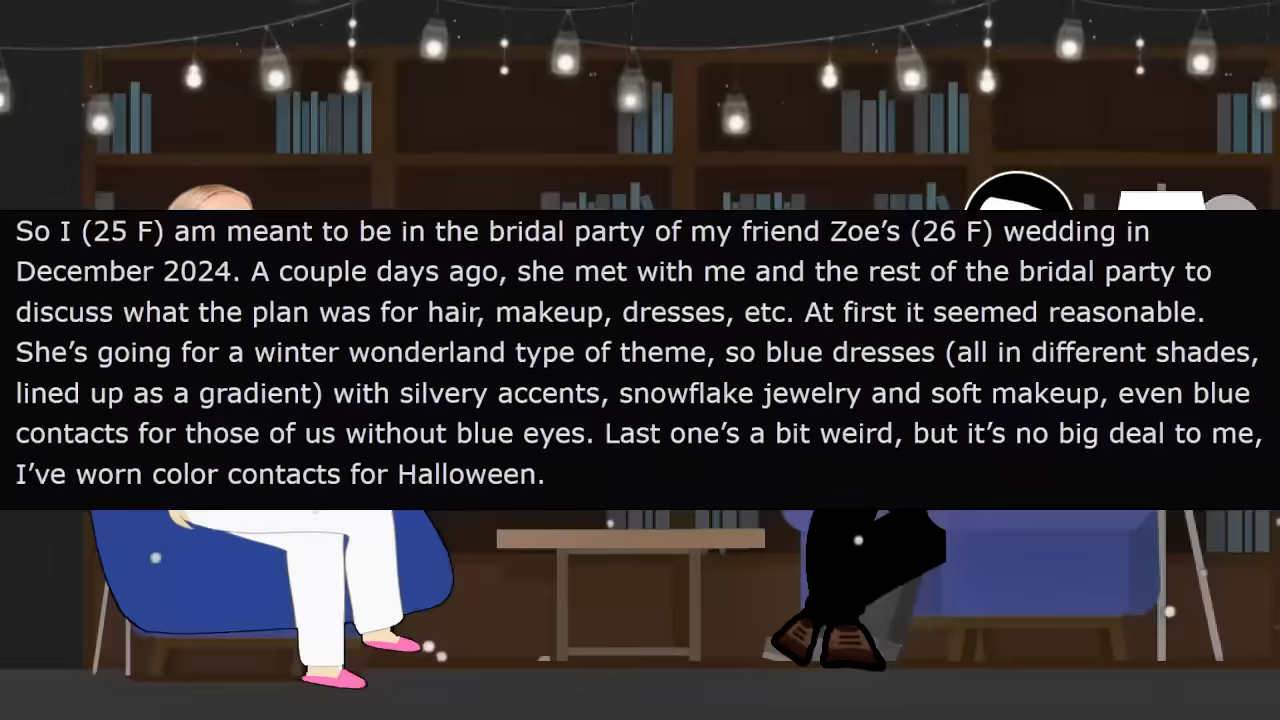 So I (25 F) am meant to be in the bridal party of my friend Zoe’s (26 F) wedding in
December 2024. A couple days ago, she met with me and the rest of the bridal party to
discuss what the plan was for hair, makeup, dresses, etc. At first it seemed reasonable.
She’s going for a winter wonderland type of theme, so blue dresses (all in different shades,
lined up as a gradient) with silvery accents, snowflake jewelry and soft makeup, even blue
contacts for those of us without blue eyes. Last one’s a bit weird, but it’s no big deal to me,
I’ve worn color contacts for Halloween.